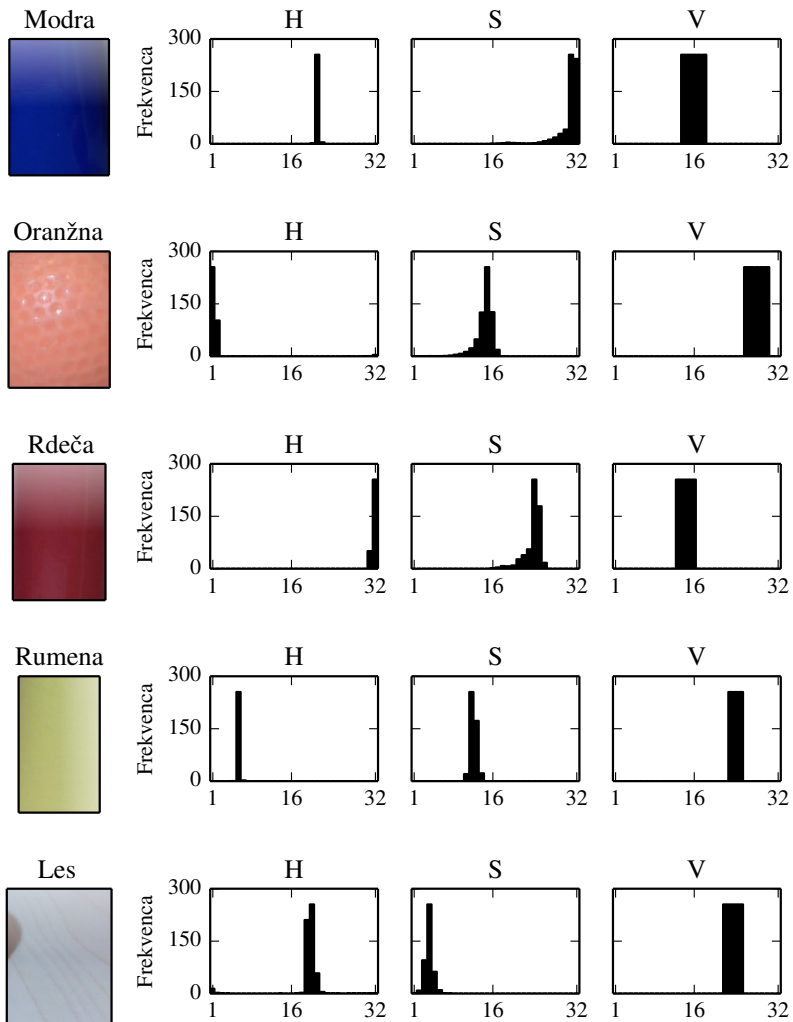 Modra H S V
Frekvenca
300
150
0
1 16 32 1 16 32 1 16 32
Oranžna H S V
Frekvenca
300
150
0
1 16 32 1 16 32 1 16 32
Rdeča H S V
Frekvenca
300
150
0
1 16 32 1 16 32 1 16 32
Rumena H S V
Frekvenca
300
150
0
1 16 32 1 16 32 1 16 32
Les H S V
Frekvenca
300
150
0
1 16 32 1 16 32 1 16 32